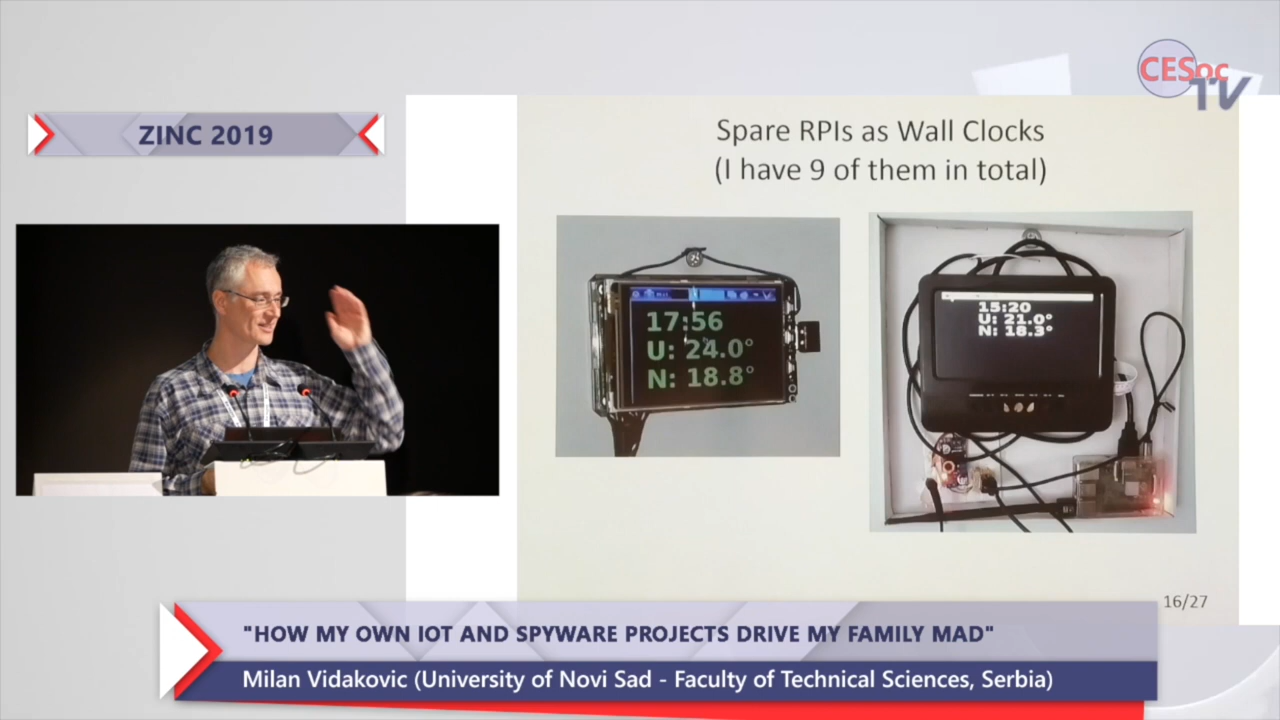 CESoc
TV
ZINC 2019
Spare RPIs as Wall Clocks
(I have 9 of them in total)
17:56
U: 24.0°
N: 18.8°
15:20
U: 21.0°
N: 18.3°
16/27
"HOW MY OWN IOT AND SPYWARE PROJECTS DRIVE MY FAMILY MAD"
Milan Vidakovic (University of Novi Sad - Faculty of Technical Sciences, Serbia)